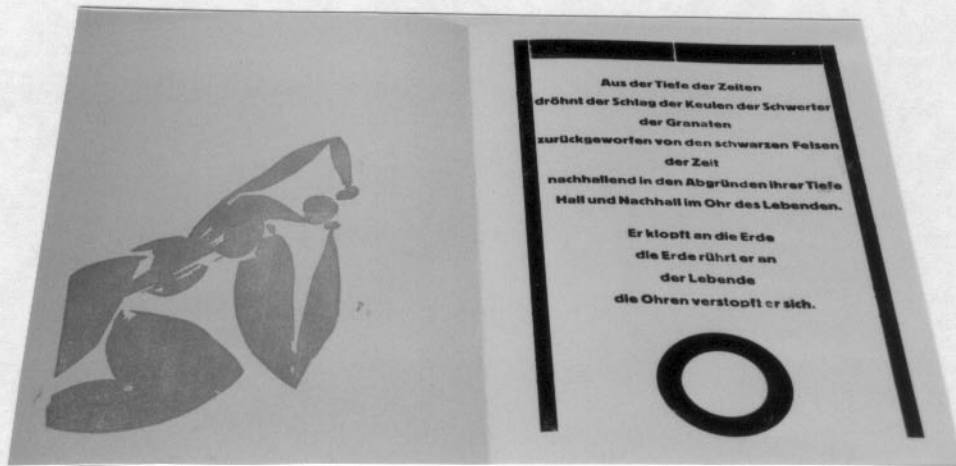 Aus der Tiefe der Zeiten
dröhnt der Schlag der Keulen der Schwerter
der Granaten
zurückgeworfen von den schwarzen Felsen
der Zeit
nachhallend in den Abgründen ihrer Tiefe
Hall und Nachhall im Ohr des Lebenden.
Er klopft an die Erde
die Erde rührt er an
der Lebende
die Ohren verstopft er sich.